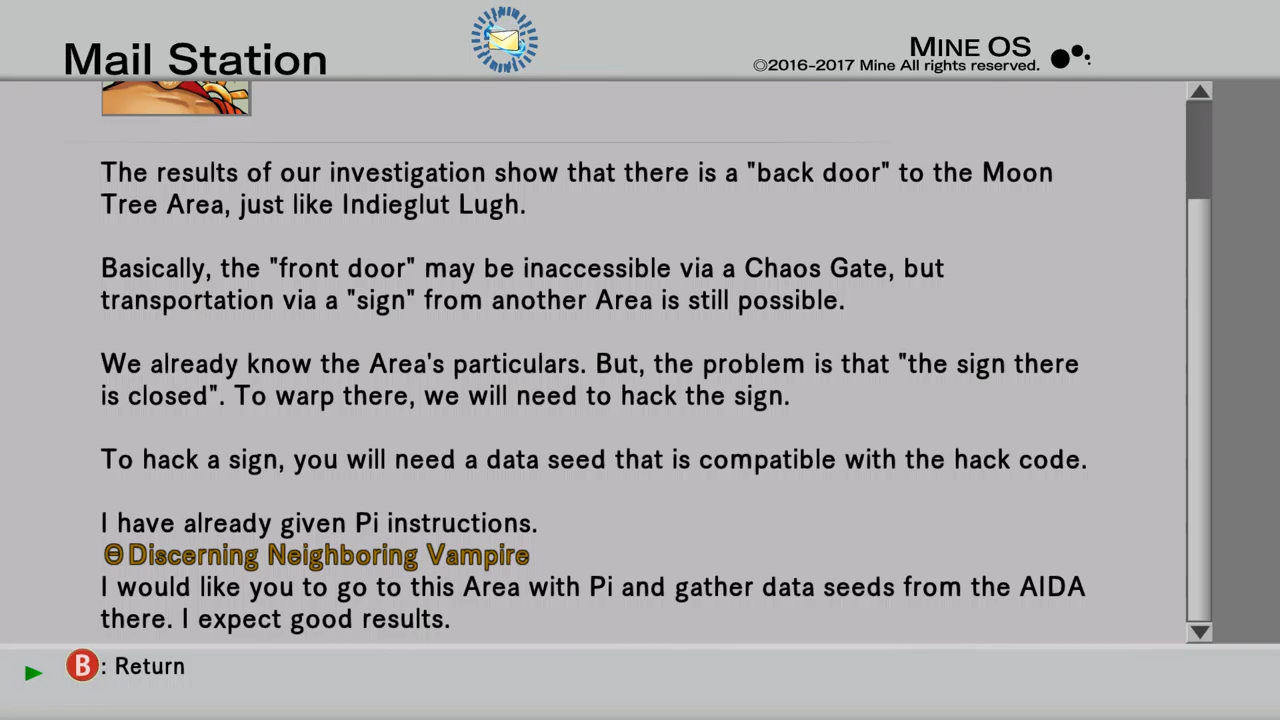 Mail Station
MINE OS
©2016-2017 Mine All rights reserved.
The results of our investigation show that there is a "back door" to the Moon
Tree Area, just like Indieglut Lugh.
Basically, the "front door" may be inaccessible via a Chaos Gate, but
transportation via a "sign" from another Area is still possible.
We already know the Area's particulars. But, the problem is that "the sign there
is closed". To warp there, we will need to hack the sign.
To hack a sign, you will need a data seed that is compatible with the hack code.
I have already given Pi instructions.
ΘDiscerning Neighboring Vampire
I would like you to go to this Area with Pi and gather data seeds from the AIDA
there. I expect good results.
B: Return